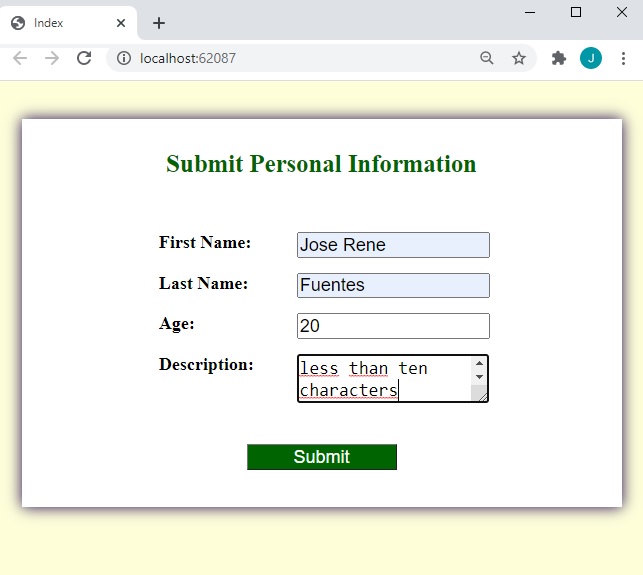 Index
localhost:62087
J
Submit Personal Information
First Name: Jose Rene
Last Name: Fuentes
Age: 20
Description: less than ten
characters
Submit